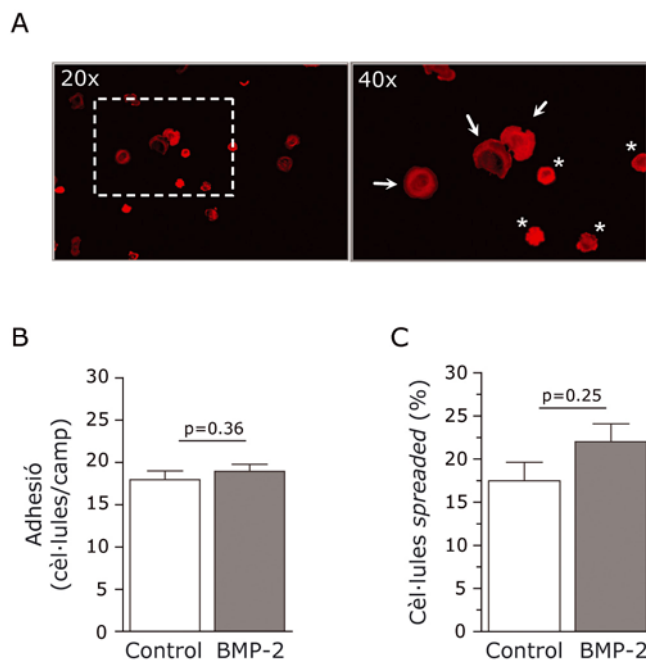 A
20x
40x
*
*
*
*
B
C
30
25
20
15
10
5
0
p=0.36
Adhesió
(cèl·lules/camp)
Control BMP-2
30
25
20
15
10
5
0
p=0.25
Cèl·lules spreaded (%)
Control BMP-2